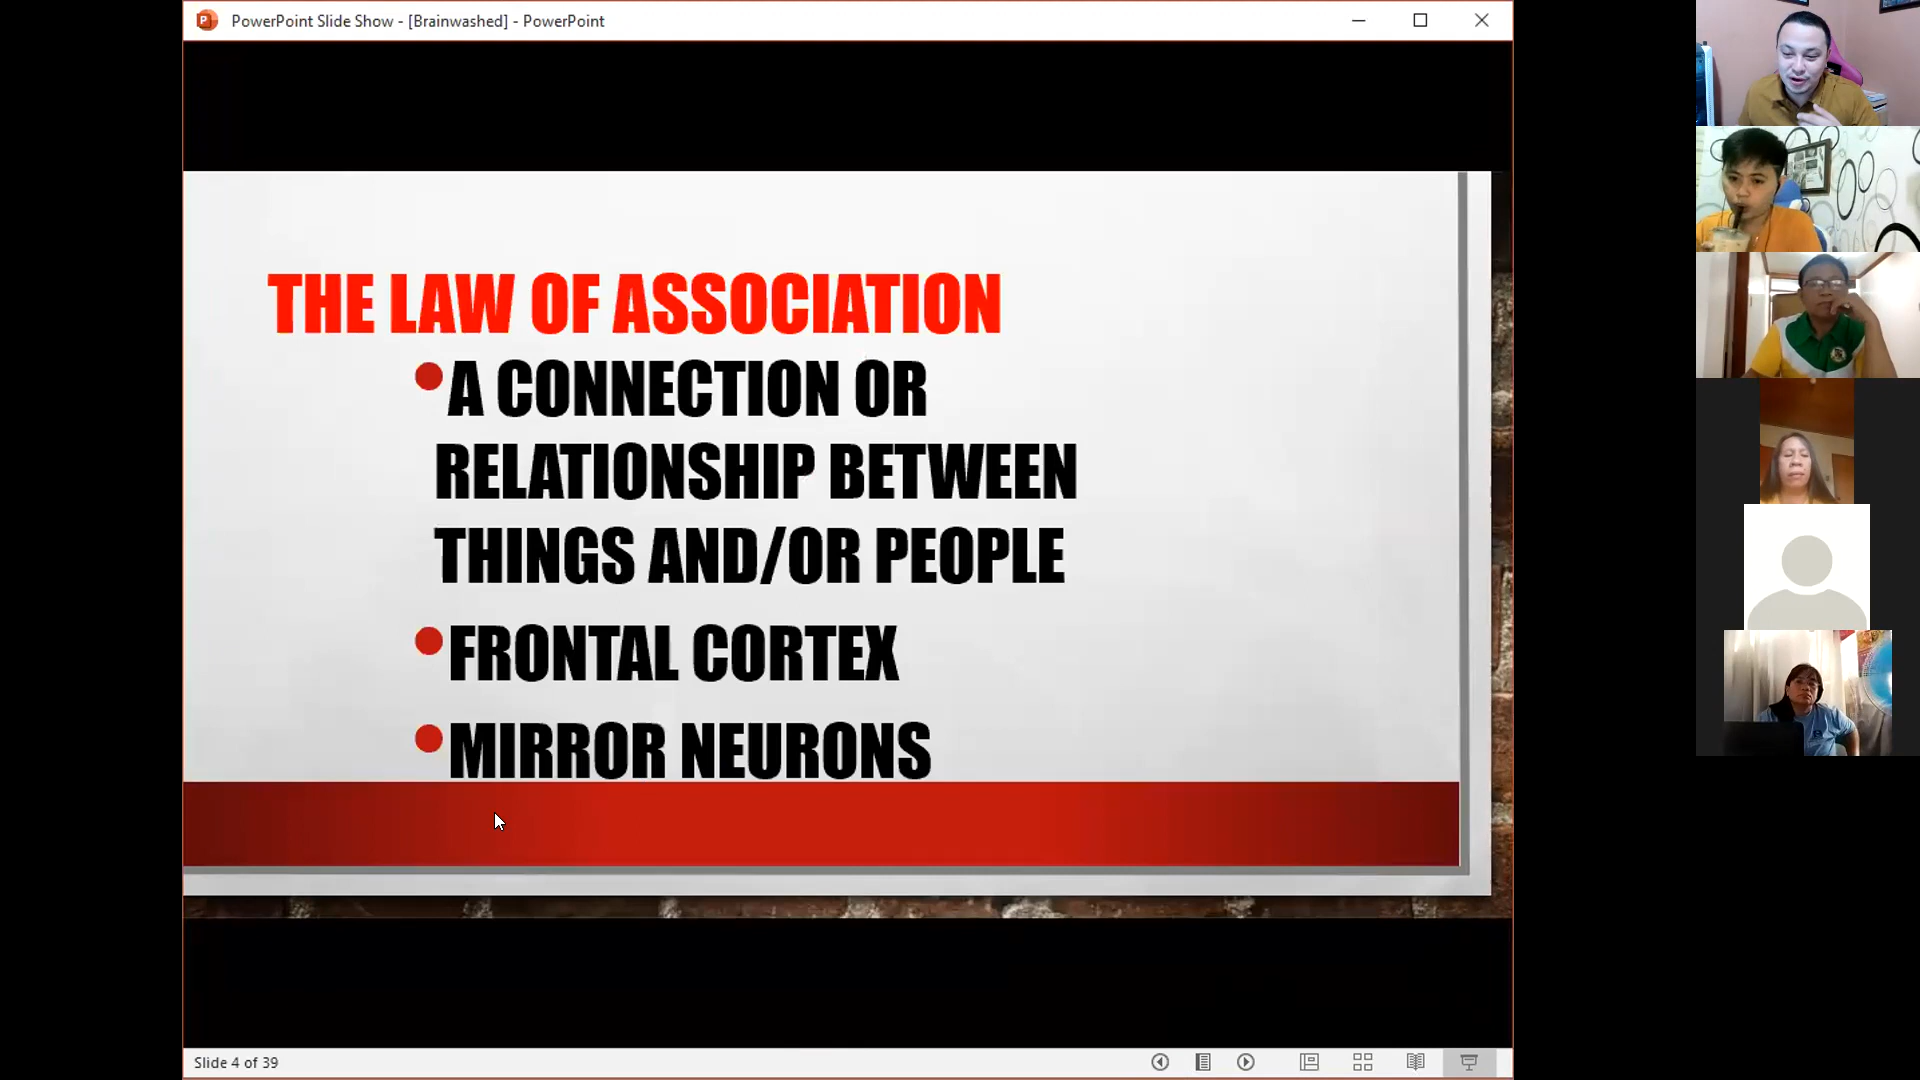 PowerPoint Slide Show - [Brainwashed] - PowerPoint
THE LAW OF ASSOCIATION
A CONNECTION OR
RELATIONSHIP BETWEEN
THINGS AND/OR PEOPLE
FRONTAL CORTEX
MIRROR NEURONS
Slide 4 of 39